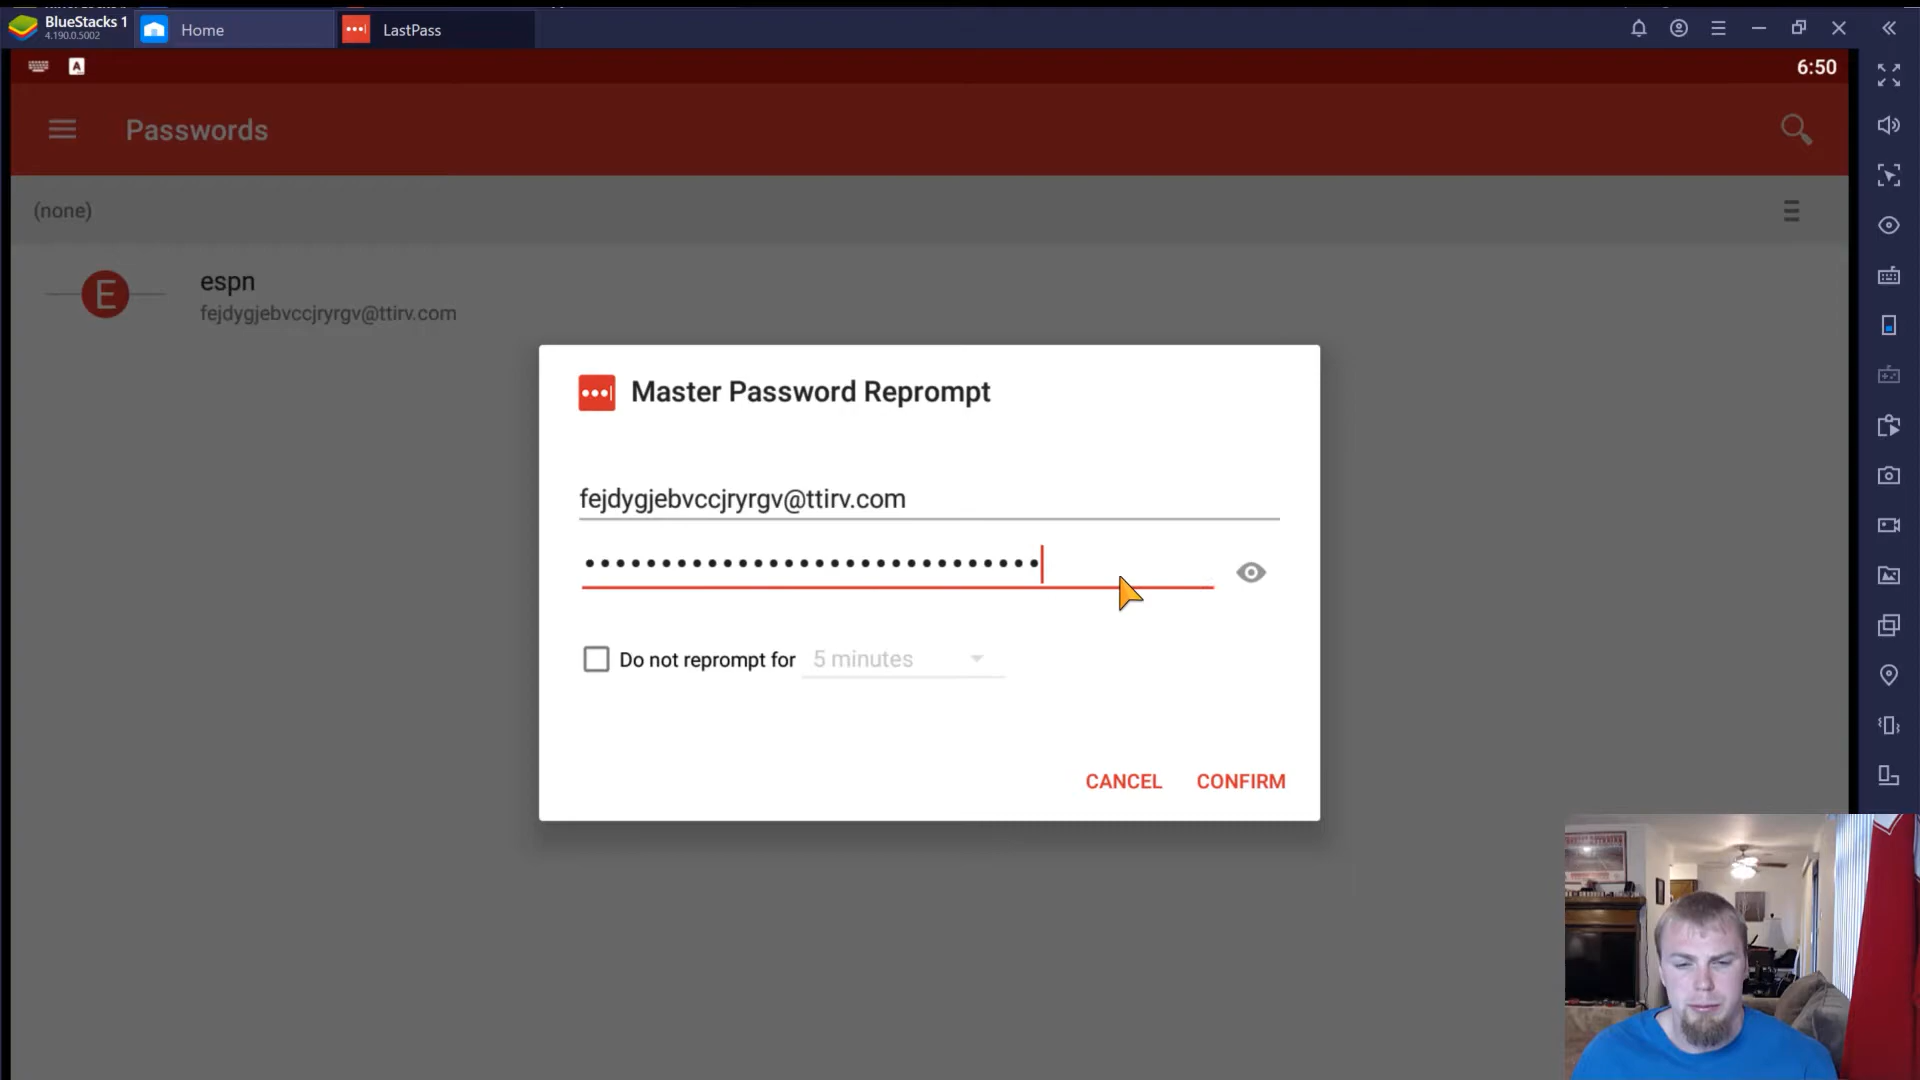 BlueStacks 1
4.190.0.5002
Home
LastPass
A
6:50
Passwords
(none)
E
espn
fejdygjebvccjryrgv@ttirv.com
Master Password Reprompt
fejdygjebvccjryrgv@ttirv.com
Do not reprompt for 5 minutes
CANCEL CONFIRM